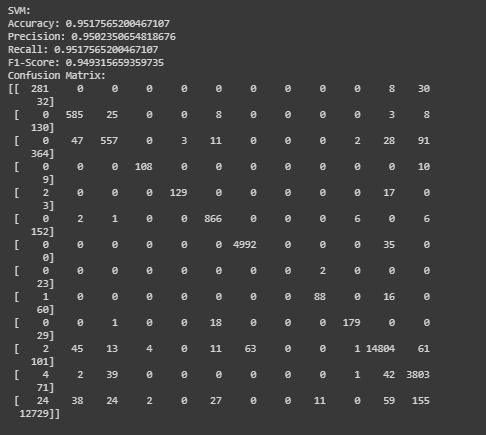 SVM:
Accuracy: 0.9517565200467107
Precision: 0.9502350654818676
Recall: 0.9517565200467107
F1-Score: 0.949315659359735
Confusion Matrix:
[[ 281 0 0 0 0 0 0 0 0 0 8 30
32]
[ 0 585 25 0 0 8 0 0 0 0 3 8
130]
[ 0 47 557 0 3 11 0 0 0 2 28 91
364]
[ 0 0 0 108 0 0 0 0 0 0 0 10
9]
[ 2 0 0 0 129 0 0 0 0 0 17 0
3]
[ 0 2 1 0 0 866 0 0 0 6 0 6
152]
[ 0 0 0 0 0 0 4992 0 0 0 35 0
0]
[ 0 0 0 0 0 0 0 0 2 0 0 0
23]
[ 1 0 0 0 0 0 0 0 88 0 16 0
60]
[ 0 0 1 0 0 18 0 0 0 179 0 0
29]
[ 2 45 13 4 0 11 63 0 0 1 14804 61
101]
[ 4 2 39 0 0 0 0 0 0 1 42 3803
71]
[ 24 38 24 2 0 27 0 0 11 0 59 155
12729]]